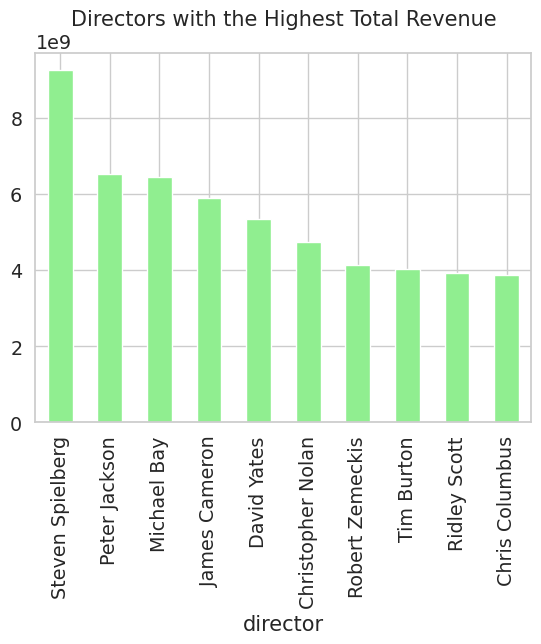 Directors with the Highest Total Revenue
1e9
8
6
4
2
0
Steven Spielberg
Peter Jackson
Michael Bay
James Cameron
David Yates
Christopher Nolan
Robert Zemeckis
Tim Burton
Ridley Scott
Chris Columbus
director